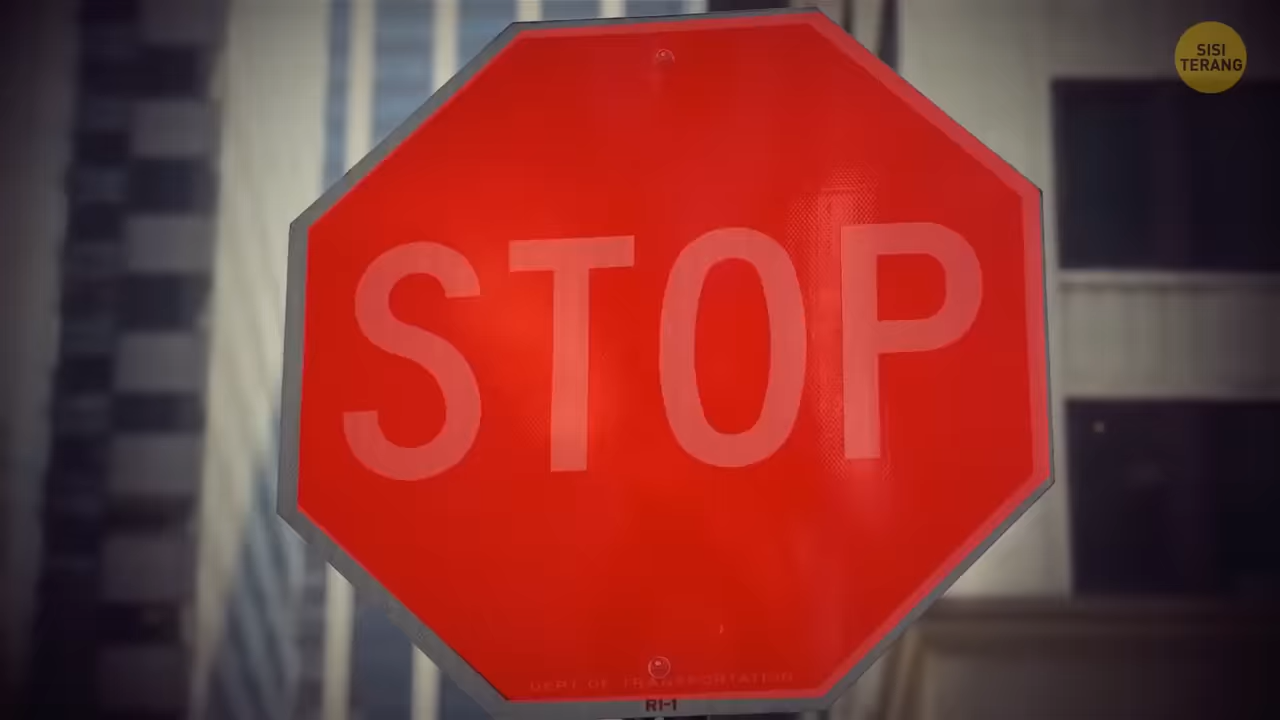 SISI
TERANG
STOP
DEPT OF TRANSPORTATION
R1-1